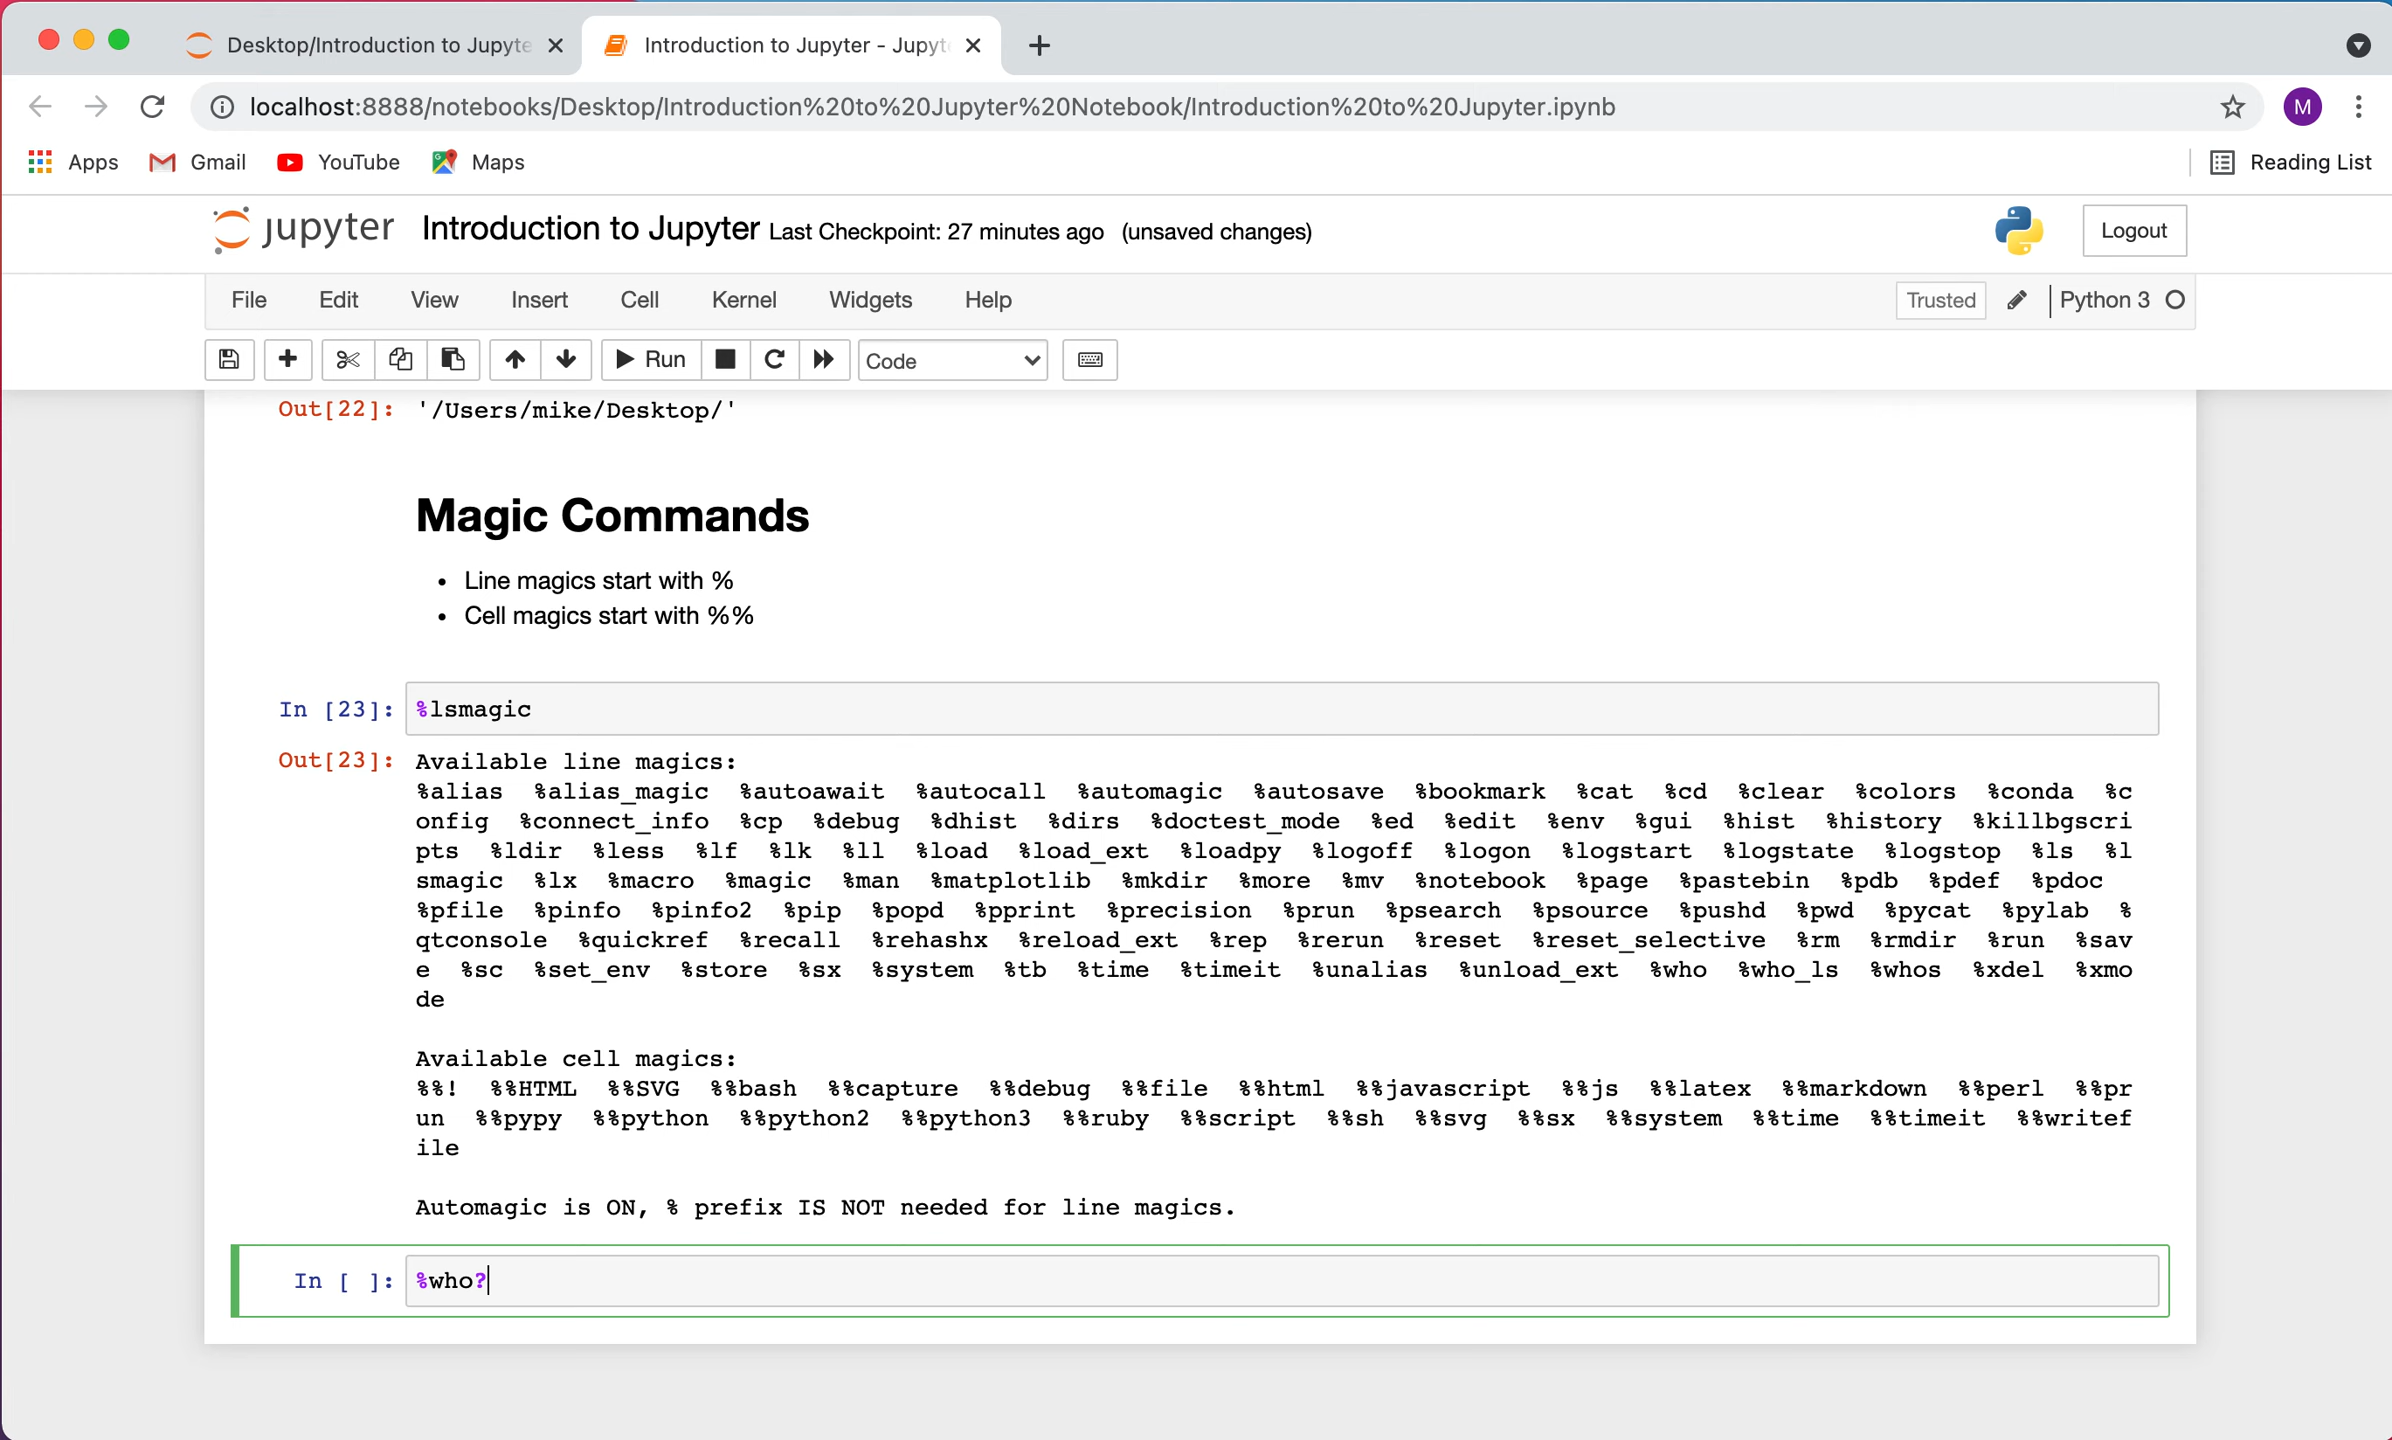 Desktop/Introduction to Jupyte
Introduction to Jupyter - Jupyt
localhost:8888/notebooks/Desktop/Introduction%20to%20Jupyter%20Notebook/Introduction%20to%20Jupyter.ipynb
M
Apps Gmail YouTube Maps Reading List
jupyter Introduction to Jupyter Last Checkpoint: 27 minutes ago (unsaved changes) Logout
File Edit View Insert Cell Kernel Widgets Help Trusted Python 3
Run Code
Out[22]: '/Users/mike/Desktop/'
Magic Commands
• Line magics start with %
• Cell magics start with %%
In [23]: %lsmagic
Out[23]: Available line magics:
%alias %alias_magic %autoawait %autocall %automagic %autosave %bookmark %cat %cd %clear %colors %conda %c
onfig %connect_info %cp %debug %dhist %dirs %doctest_mode %ed %edit %env %gui %hist %history %killbgscri
pts %ldir %less %lf %lk %ll %load %load_ext %loadpy %logoff %logon %logstart %logstate %logstop %ls %l
smagic %lx %macro %magic %man %matplotlib %mkdir %more %mv %notebook %page %pastebin %pdb %pdef %pdoc
%pfile %pinfo %pinfo2 %pip %popd %pprint %precision %prun %psearch %psource %pushd %pwd %pycat %pylab %
qtconsole %quickref %recall %rehashx %reload_ext %rep %rerun %reset %reset_selective %rm %rmdir %run %sav
e %sc %set_env %store %sx %system %tb %time %timeit %unalias %unload_ext %who %who_ls %whos %xdel %xmo
de
Available cell magics:
%%! %%HTML %%SVG %%bash %%capture %%debug %%file %%html %%javascript %%js %%latex %%markdown %%perl %%pr
un %%pypy %%python %%python2 %%python3 %%ruby %%script %%sh %%svg %%sx %%system %%time %%timeit %%writef
ile
Automagic is ON, % prefix IS NOT needed for line magics.
In [ ]: %who?